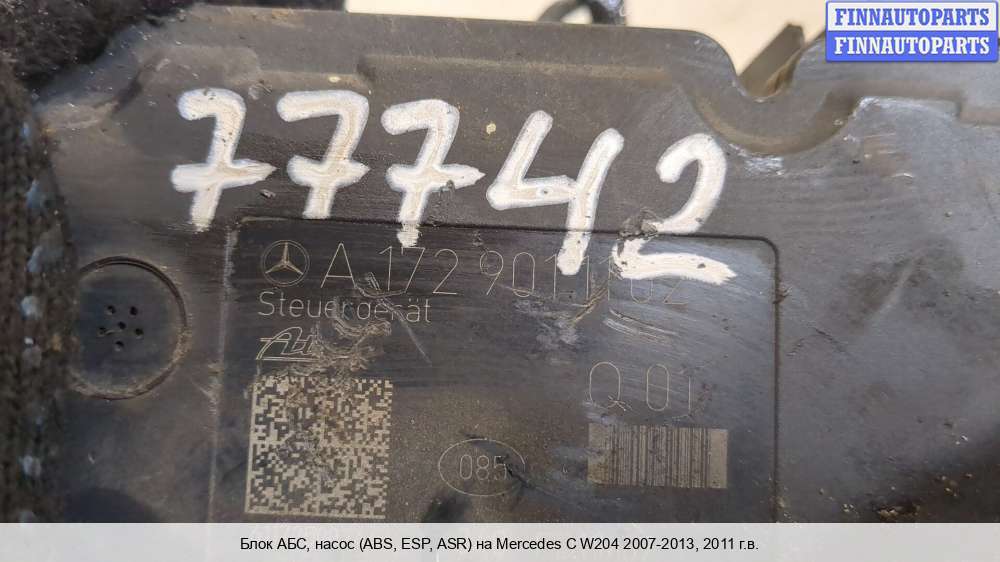 FINNAUTOPARTS
FINNAUTOPARTS
77742
A 172 901 02
Steuergerät
Q 01
085
Блок АБС, насос (ABS, ESP, ASR) на Mercedes C W204 2007-2013, 2011 г.в.